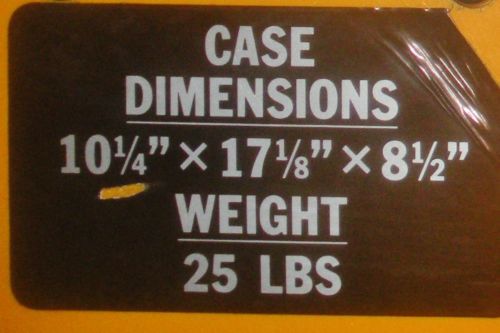 CASE
DIMENSIONS
10¼" × 17⅛" × 8½"
WEIGHT
25 LBS